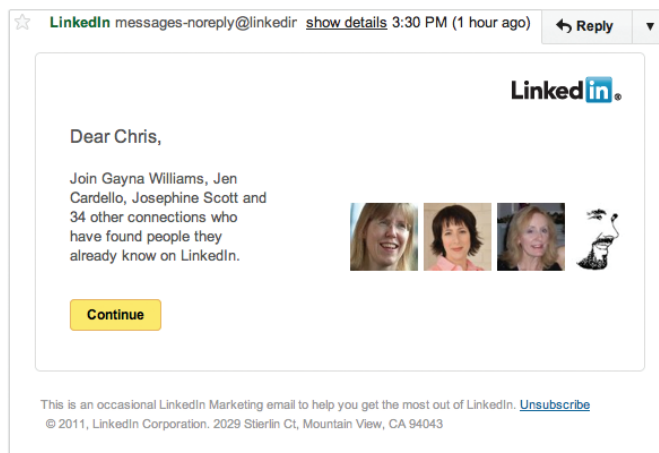 LinkedIn messages-noreply@linkedir show details 3:30 PM (1 hour ago) Reply
Linked in ®
Dear Chris,
Join Gayna Williams, Jen
Cardello, Josephine Scott and
34 other connections who
have found people they
already know on LinkedIn.
Continue
This is an occasional LinkedIn Marketing email to help you get the most out of LinkedIn. Unsubscribe
© 2011, LinkedIn Corporation. 2029 Stierlin Ct, Mountain View, CA 94043